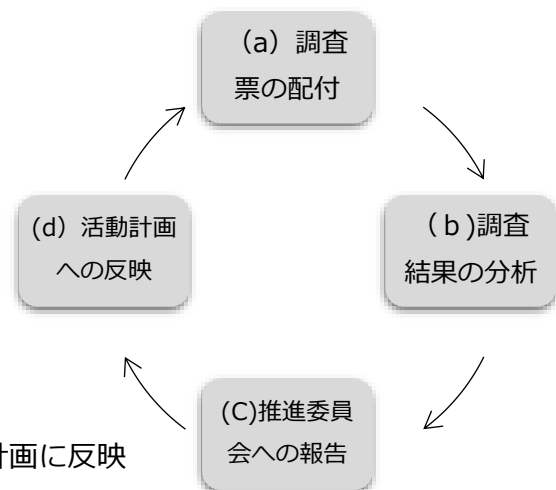 （a）調査
票の配付
(d）活動計画
への反映
（ｂ)調査
結果の分析
(C)推進委員
会への報告
計画に反映